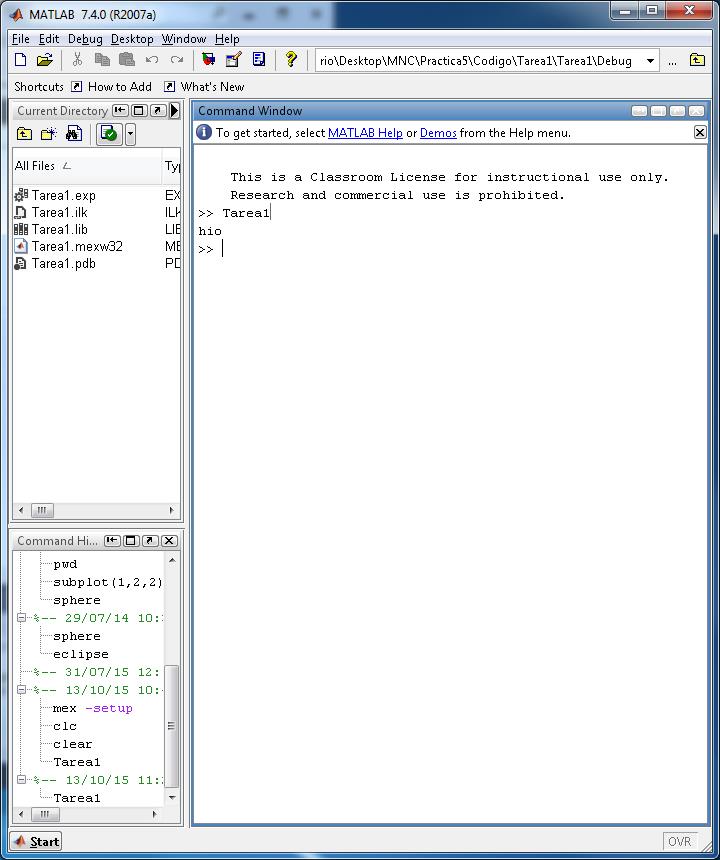 MATLAB 7.4.0 (R2007a)
File Edit Debug Desktop Window Help
rio\Desktop\MNC\Practica5\Codigo\Tarea1\Tarea1\Debug ...
Shortcuts How to Add What's New
Current Directory
All Files Typ
Tarea1.exp EX
Tarea1.ilk ILK
Tarea1.lib LIB
Tarea1.mexw32 ME
Tarea1.pdb PD
Command Window
To get started, select MATLAB Help or Demos from the Help menu.
This is a Classroom License for instructional use only.
Research and commercial use is prohibited.
>> Tarea1
hio
>>
Command Hi...
pwd
subplot(1,2,2)
sphere
%-- 29/07/14 10:
sphere
eclipse
%-- 31/07/15 12:
%-- 13/10/15 10:
mex -setup
clc
clear
Tarea1
%-- 13/10/15 11:
Tarea1
Start
OVR